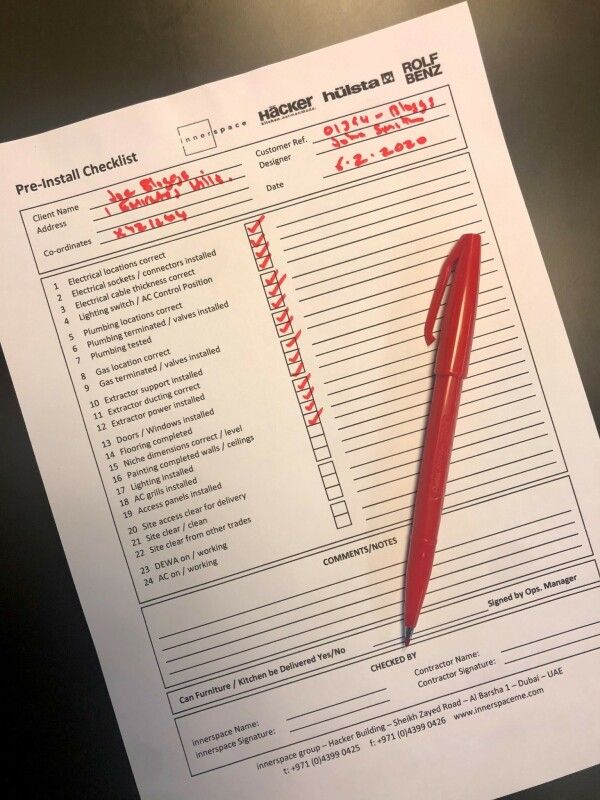 innerspace
HÄCKER
kitchen.germanMade.
hülsta
ROLF BENZ
Pre-Install Checklist
Client Name Joe Bloggs
Address 1 Emirates Hills.
Co-ordinates
Customer Ref. 01264 - Bloggs
Designer John Smith
Date 6.2.2020
1 Electrical locations correct
2 Electrical sockets / connectors installed
3 Electrical cable thickness correct
4 Lighting switch / AC Control Position
5 Plumbing locations correct
6 Plumbing terminated / valves installed
7 Plumbing tested
8 Gas location correct
9 Gas terminated / valves installed
10 Extractor support installed
11 Extractor ducting correct
12 Extractor power installed
13 Doors / Windows installed
14 Flooring completed
15 Niche dimensions correct / level
16 Painting completed walls / ceilings
17 Lighting installed
18 AC grills installed
19 Access panels installed
20 Site access clear for delivery
21 Site clear / clean
22 Site clear from other trades
23 DEWA on / working
24 AC on / working
COMMENTS/NOTES
Can Furniture / Kitchen be Delivered Yes/No
Signed by Ops. Manager
CHECKED BY
innerspace Name:
innerspace Signature:
Contractor Name:
Contractor Signature:
innerspace group – Hacker Building – Sheikh Zayed Road – Al Barsha 1 – Dubai – UAE
t: +971 (0)4399 0425 f: +971 (0)4399 0426 www.innerspaceme.com